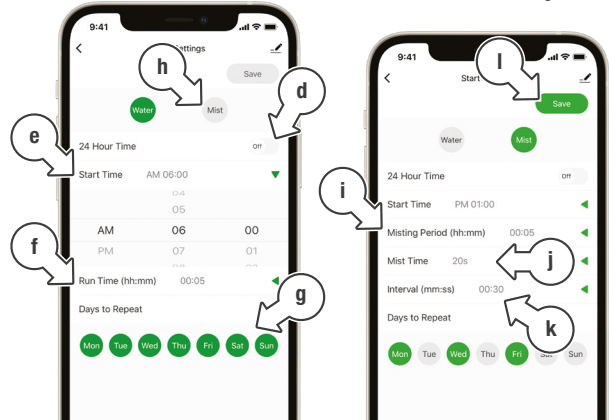 9:41
ettings
h
Save
Water
Mist
d
e
24 Hour Time
Off
Start Time AM 06:00
05
AM 06 00
PM 07 01
f
Run Time (hh:mm) 00:05
g
Days to Repeat
Mon Tue Wed Thu Fri Sat Sun
9:41
l
Start
Save
Water
Mist
24 Hour Time
Off
i
Start Time PM 01:00
Misting Period (hh:mm) 00:05
Mist Time 20s
j
Interval (mm:ss) 00:30
k
Days to Repeat
Mon Tue Wed Thu Fri Sat Sun